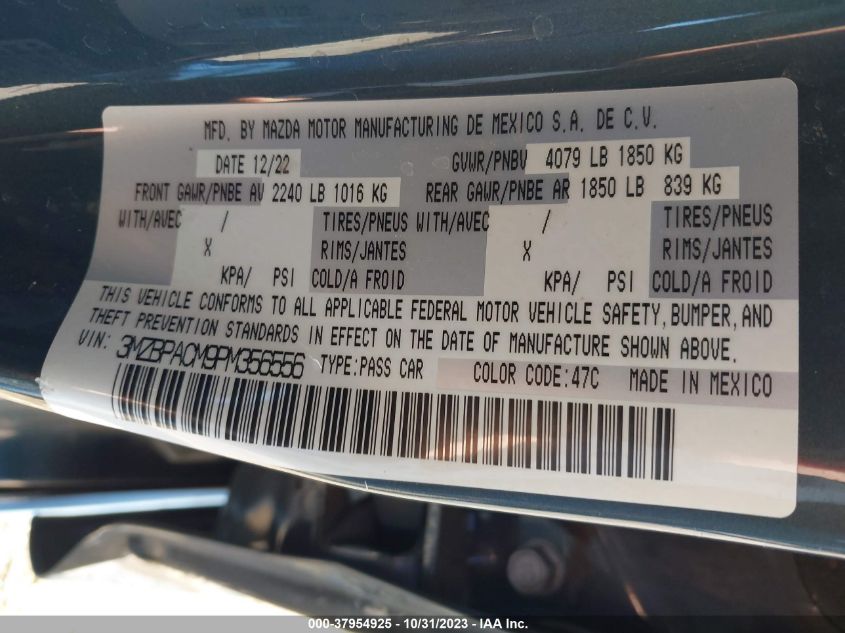 MFD. BY MAZDA MOTOR MANUFACTURING DE MEXICO S.A. DE C.V.
DATE 12/22 GVWR/PNBV 4079 LB 1850 KG
FRONT GAWR/PNBE AV 2240 LB 1016 KG REAR GAWR/PNBE AR 1850 LB 839 KG
WITH/AVEC / TIRES/PNEUS WITH/AVEC / TIRES/PNEUS
X RIMS/JANTES X RIMS/JANTES
KPA/ PSI COLD/A FROID KPA/ PSI COLD/A FROID
THIS VEHICLE CONFORMS TO ALL APPLICABLE FEDERAL MOTOR VEHICLE SAFETY, BUMPER, AND
THEFT PREVENTION STANDARDS IN EFFECT ON THE DATE OF MANUFACTURE SHOWN ABOVE.
VIN: 3MZBPACM9PM356556 TYPE:PASS CAR COLOR CODE:47C MADE IN MEXICO
000-37954925 - 10/31/2023 - IAA Inc.